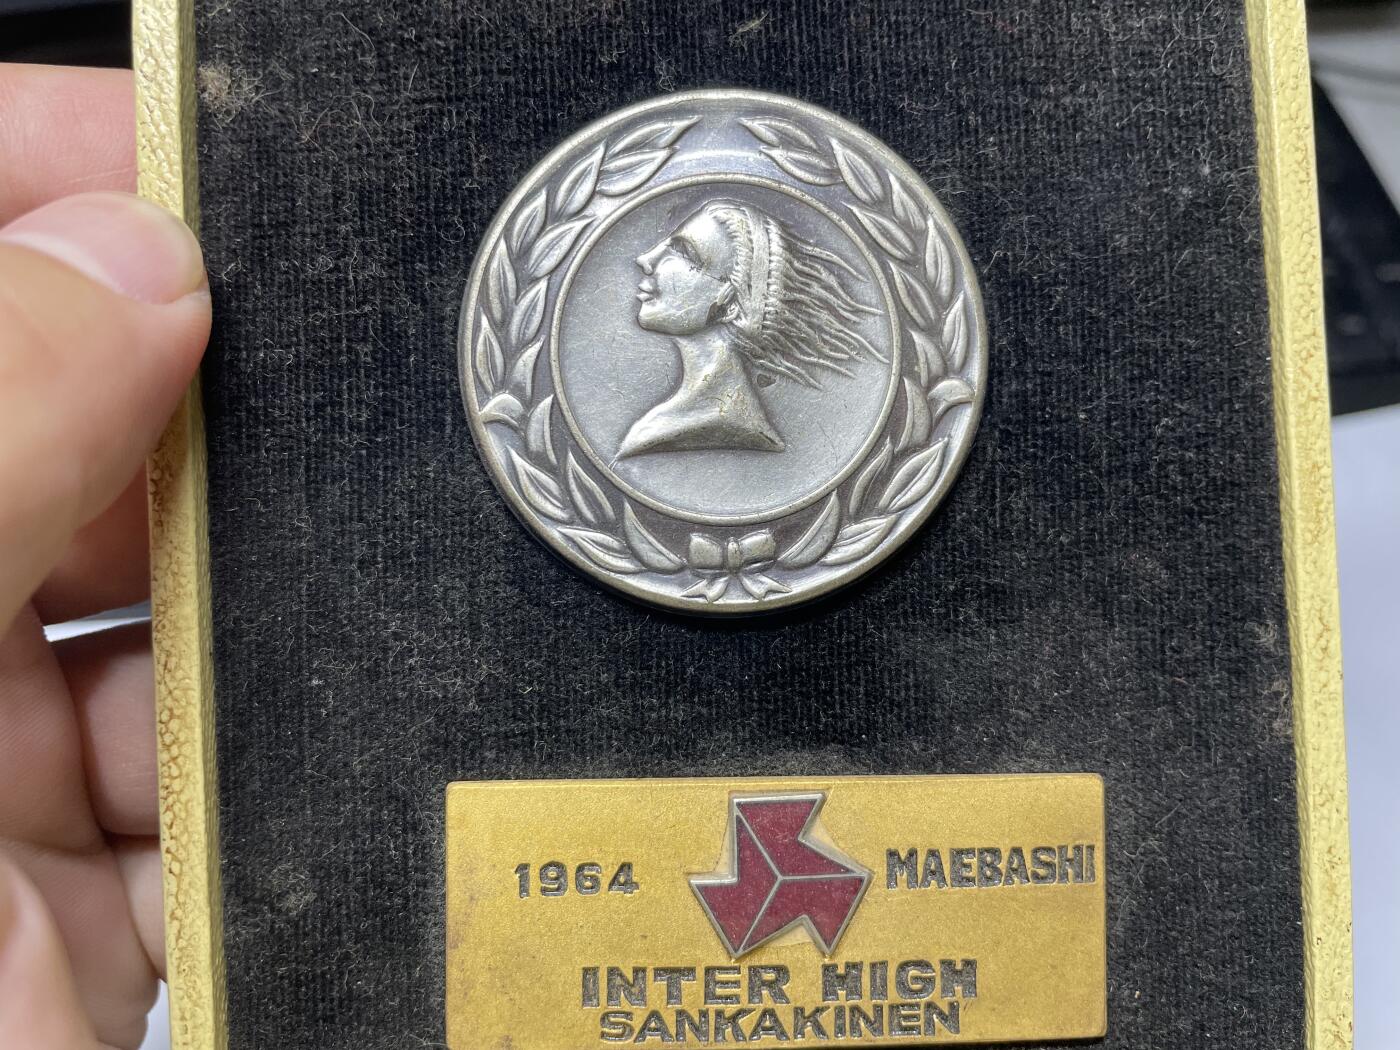 1964 MAEBASHI
INTER HIGH
SANKAKINEN